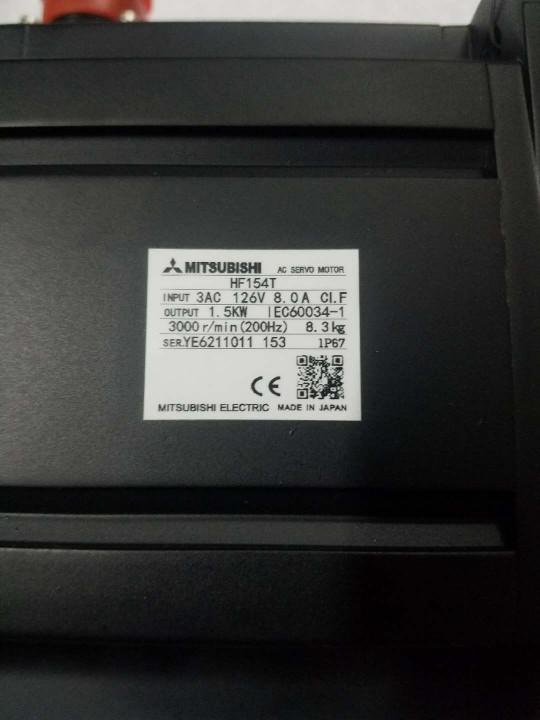 MITSUBISHI AC SERVO MOTOR
HF154T
INPUT 3AC 126V 8.0A CI.F
OUTPUT 1.5KW IEC60034-1
3000r/min(200Hz) 8.3kg
SER.YE6211011 153 IP67
CE
MITSUBISHI ELECTRIC MADE IN JAPAN